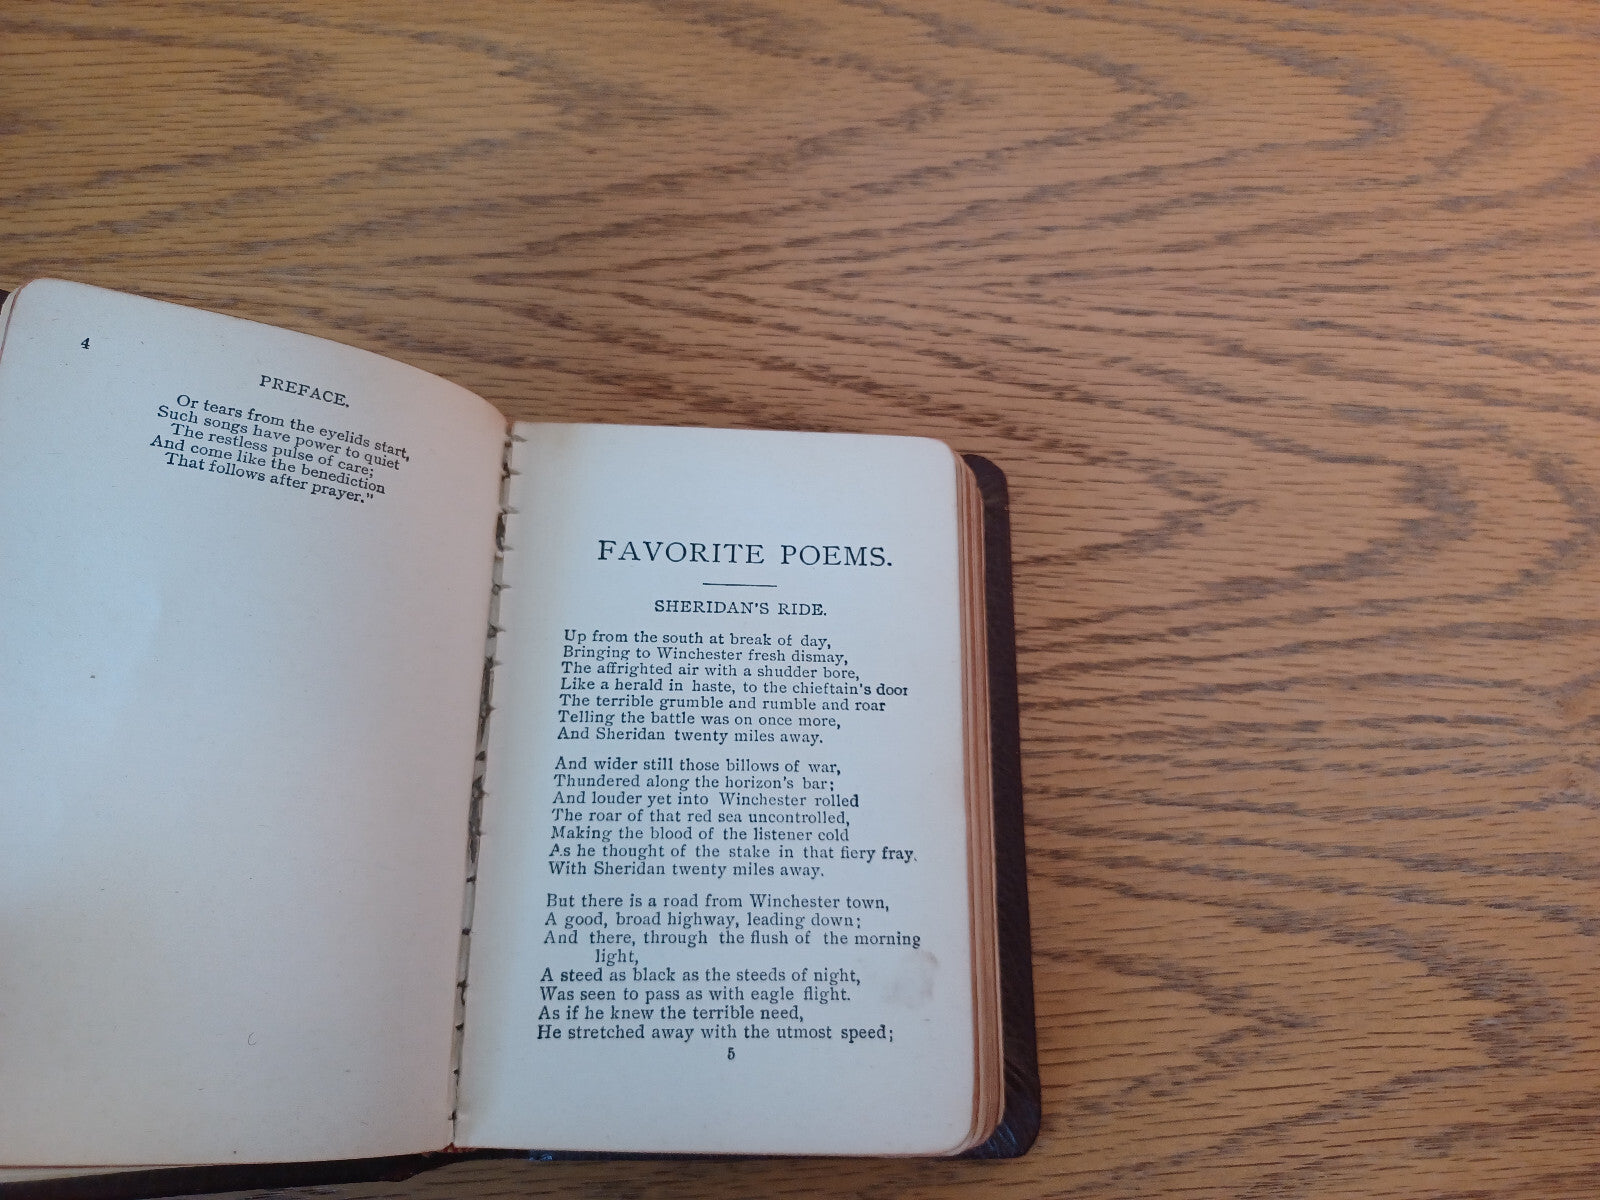 4
PREFACE.
Or tears from the eyelids start,
Such songs have power to quiet
The restless pulse of care;
And come like the benediction
That follows after prayer."
FAVORITE POEMS.
SHERIDAN'S RIDE.
Up from the south at break of day,
Bringing to Winchester fresh dismay,
The affrighted air with a shudder bore,
Like a herald in haste, to the chieftain's door
The terrible grumble and rumble and roar
Telling the battle was on once more,
And Sheridan twenty miles away.
And wider still those billows of war,
Thundered along the horizon's bar;
And louder yet into Winchester rolled
The roar of that red sea uncontrolled,
Making the blood of the listener cold
As he thought of the stake in that fiery fray.
With Sheridan twenty miles away.
But there is a road from Winchester town,
A good, broad highway, leading down;
And there, through the flush of the morning
light,
A steed as black as the steeds of night,
Was seen to pass as with eagle flight.
As if he knew the terrible need,
He stretched away with the utmost speed;
5